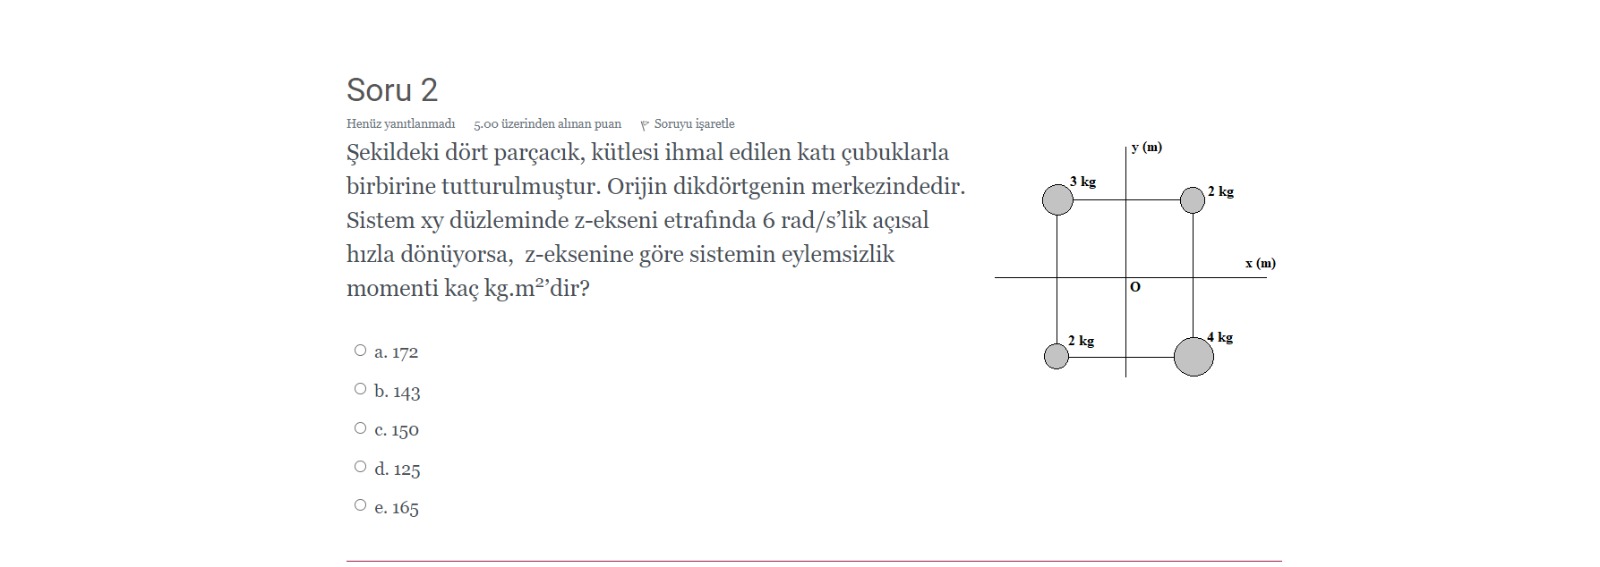 Soru 2
Henüz yanıtlanmadı 5.00 üzerinden alınan puan Soruyu işaretle
Şekildeki dört parçacık, kütlesi ihmal edilen katı çubuklarla
birbirine tutturulmuştur. Orijin dikdörtgenin merkezindedir.
Sistem xy düzleminde z-ekseni etrafında 6 rad/s’lik açısal
hızla dönüyorsa, z-eksenine göre sistemin eylemsizlik
momenti kaç kg.m²’dir?
a. 172
b. 143
c. 150
d. 125
e. 165
y (m)
3 kg
2 kg
x (m)
O
2 kg
4 kg